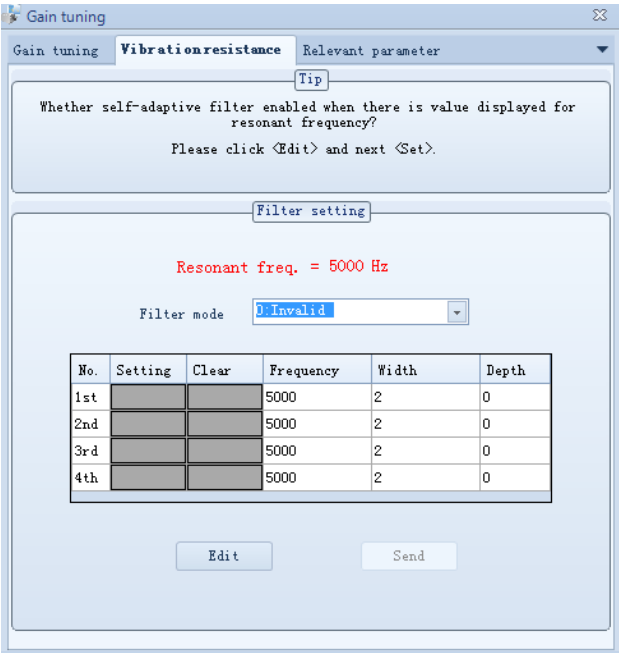 Gain tuning
Gain tuning Vibration resistance Relevant parameter
Tip
Whether self-adaptive filter enabled when there is value displayed for
resonant frequency?
Please click <Edit> and next <Set>.
Filter setting
Resonant freq. = 5000 Hz
Filter mode 0:Invalid
No. Setting Clear Frequency Width Depth
1st 5000 2 0
2nd 5000 2 0
3rd 5000 2 0
4th 5000 2 0
Edit Send